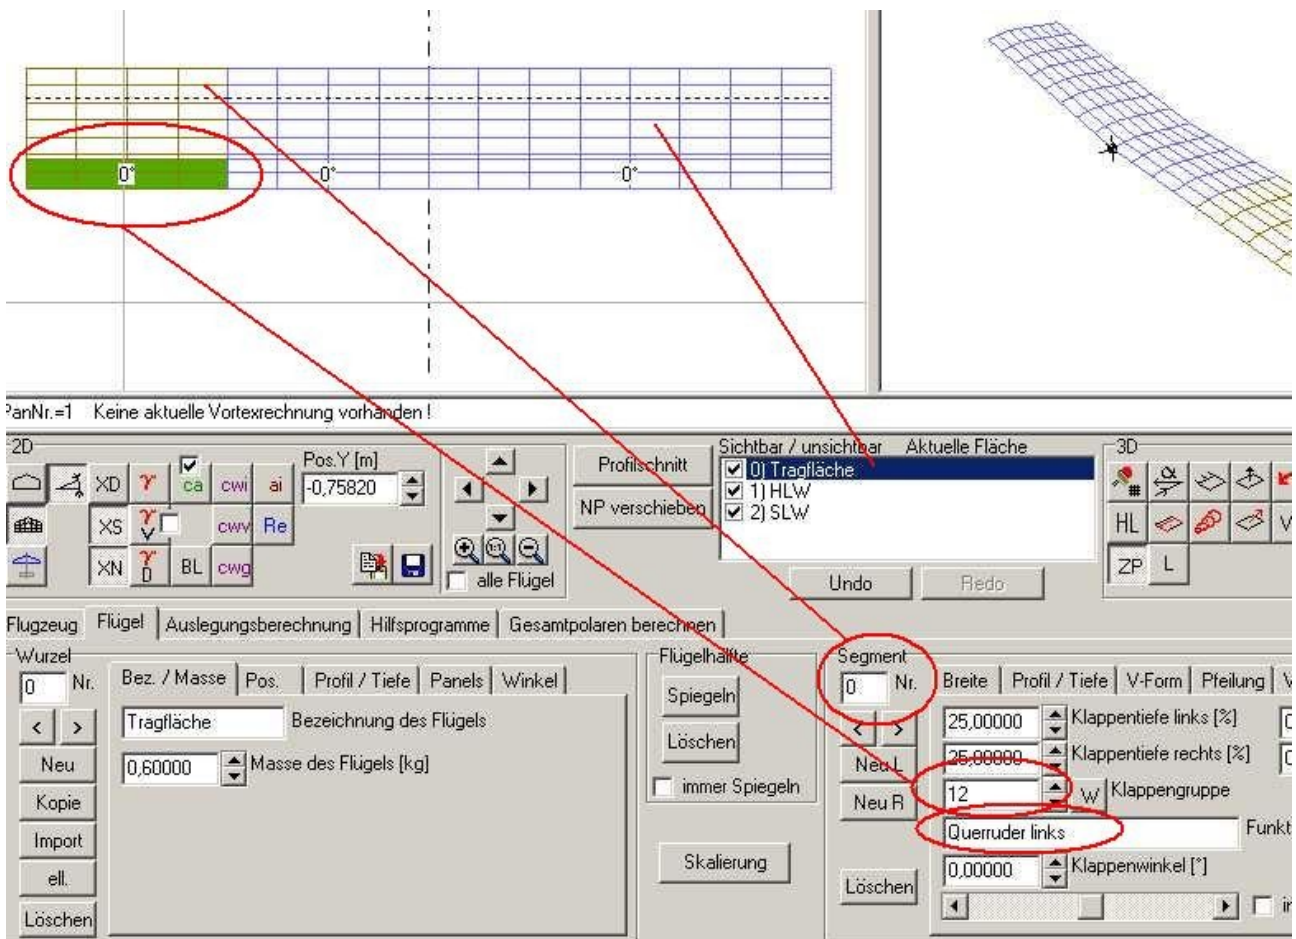 0° 0° 0°
PanNr.=1 Keine aktuelle Vortexrechnung vorhanden !
2D
XD γ ca cwi ai
XS γ V cwv Re
XN γ D BL cwg
Pos.Y [m]
-0,75820
1:1
alle Flügel
Profilschnitt
NP verschieben
Sichtbar / unsichtbar Aktuelle Fläche
0) Tragfläche
1) HLW
2) SLW
Undo Redo
3D
α
HL V
ZP L
Flugzeug Flügel Auslegungsberechnung Hilfsprogramme Gesamtpolaren berechnen
Wurzel
0 Nr.
< >
Neu
Kopie
Import
ell.
Löschen
Bez. / Masse Pos. Profil / Tiefe Panels Winkel
Tragfläche Bezeichnung des Flügels
0,60000 Masse des Flügels [kg]
Flügelhälfte
Spiegeln
Löschen
immer Spiegeln
Skalierung
Segment
0 Nr.
< >
Neu L
Neu R
Löschen
Breite Profil / Tiefe V-Form Pfeilung V
25,00000 Klappentiefe links [%] 0
25,00000 Klappentiefe rechts [%] 0
12 W Klappengruppe
Querruder links Funkt
0,00000 Klappenwinkel [°]